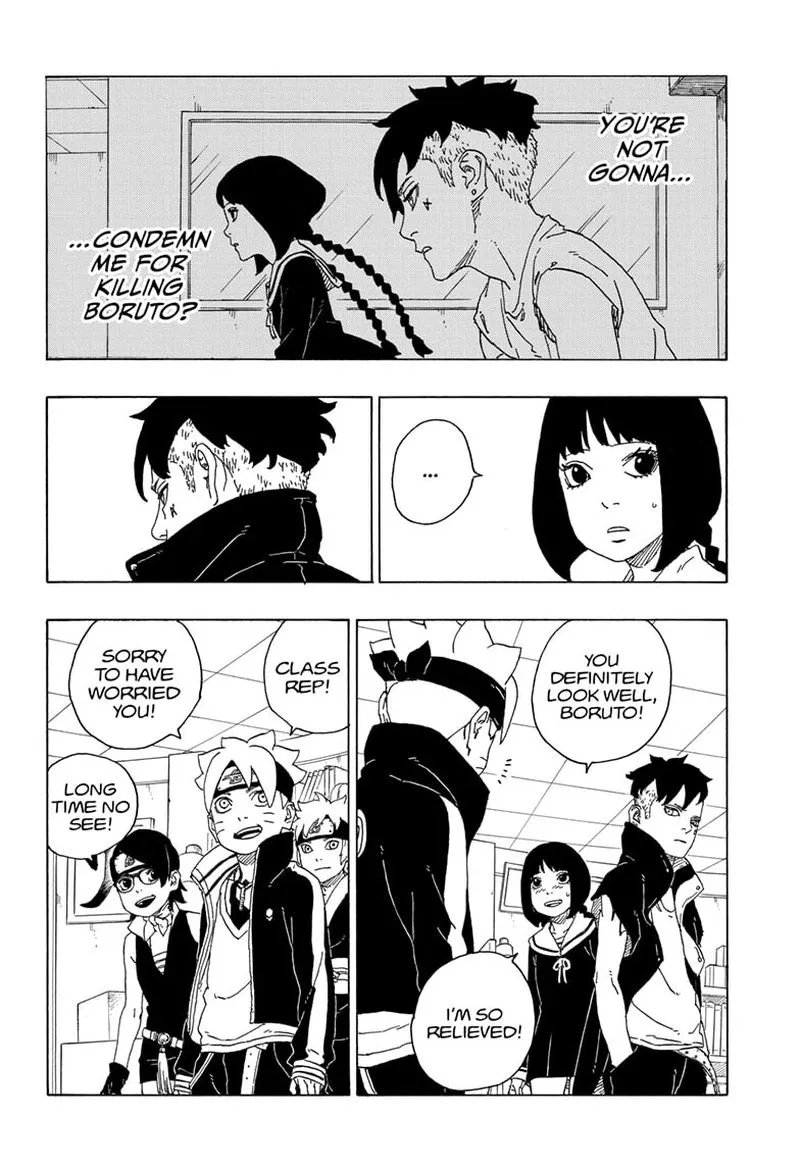 YOU'RE
NOT
GONNA...
...CONDEMN
ME FOR
KILLING
BORUTO?
...
YOU
DEFINITELY
LOOK WELL,
BORUTO!
I'M SO
RELIEVED!
CLASS
REP!
SORRY
TO HAVE
WORRIED
YOU!
LONG
TIME NO
SEE!